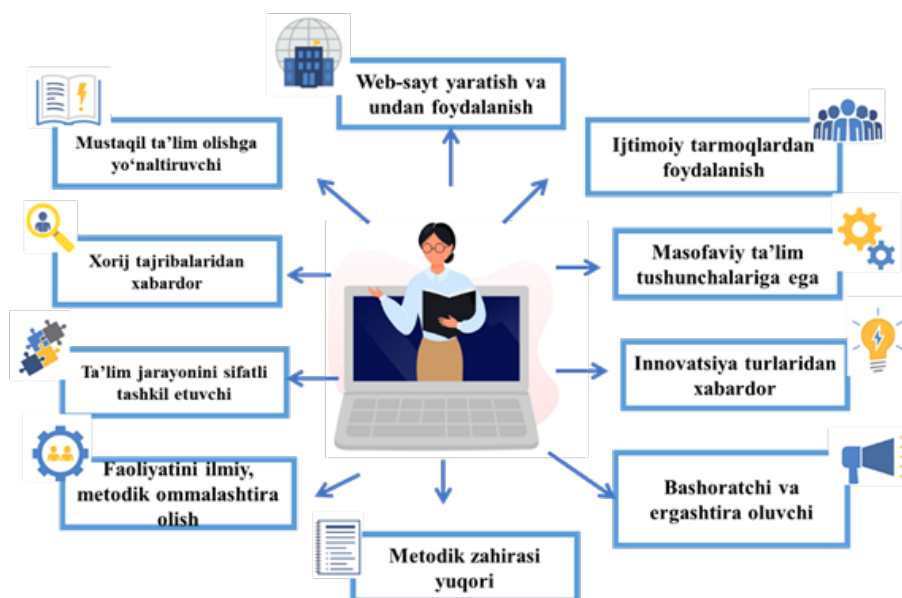 Web-sayt yaratish va
undan foydalanish
Mustaqil ta’lim olishga
yo‘naltiruvchi
Ijtimoiy tarmoqlardan
foydalanish
Xorij tajribalaridan
xabardor
Masofaviy ta’lim
tushunchalariga ega
Ta’lim jarayonini sifatli
tashkil etuvchi
Innovatsiya turlaridan
xabardor
Faoliyatini ilmiy,
metodik ommalashtira
olish
Bashoratchi va
ergashtira oluvchi
Metodik zahirasi
yuqori